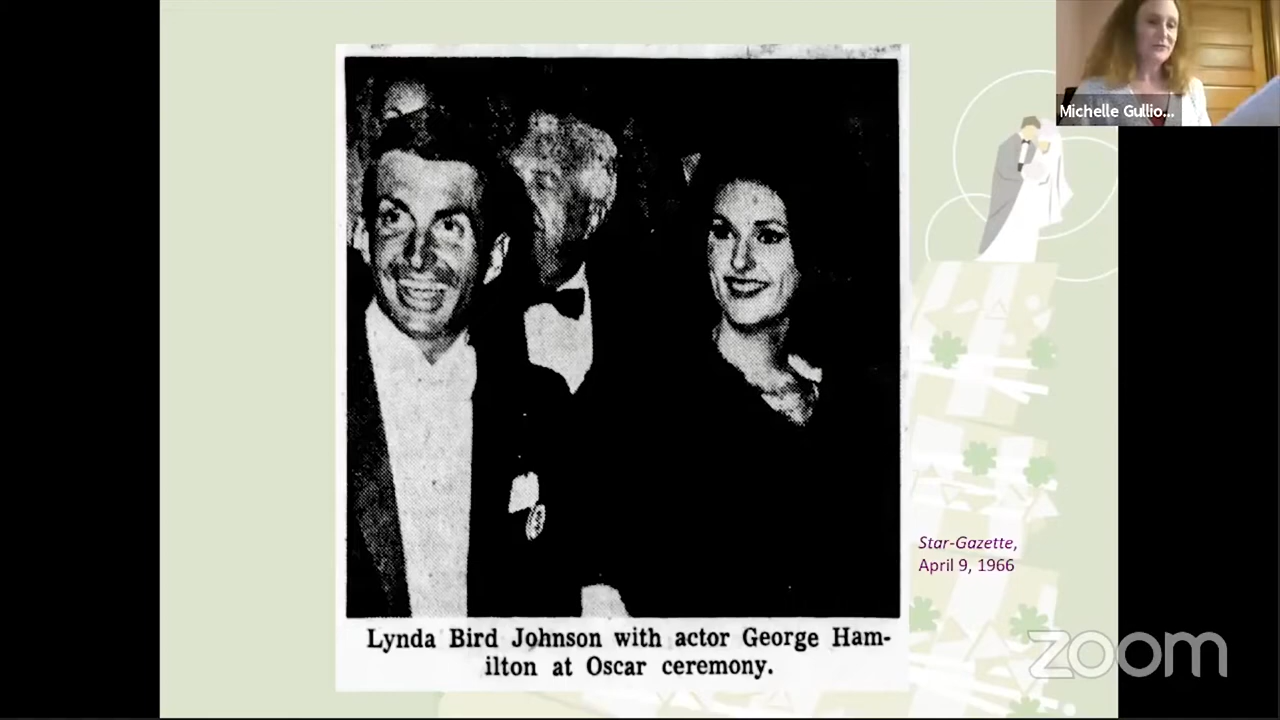 Michelle Gullio...
Star-Gazette,
April 9, 1966
Lynda Bird Johnson with actor George Ham-
ilton at Oscar ceremony.
zoom